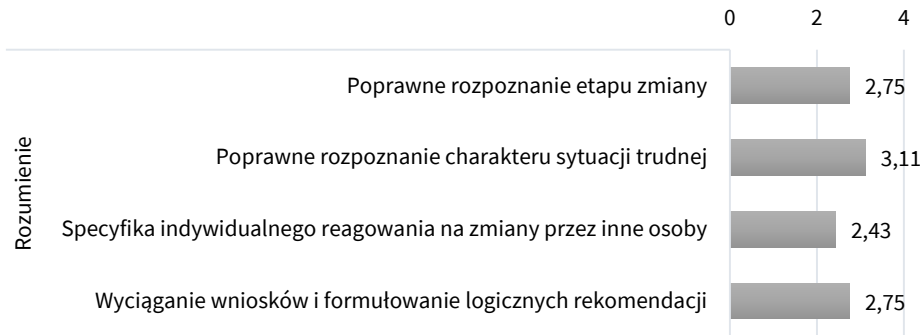 0 2 4
Rozumienie
Poprawne rozpoznanie etapu zmiany 2,75
Poprawne rozpoznanie charakteru sytuacji trudnej 3,11
Specyfika indywidualnego reagowania na zmiany przez inne osoby 2,43
Wyciąganie wniosków i formułowanie logicznych rekomendacji 2,75